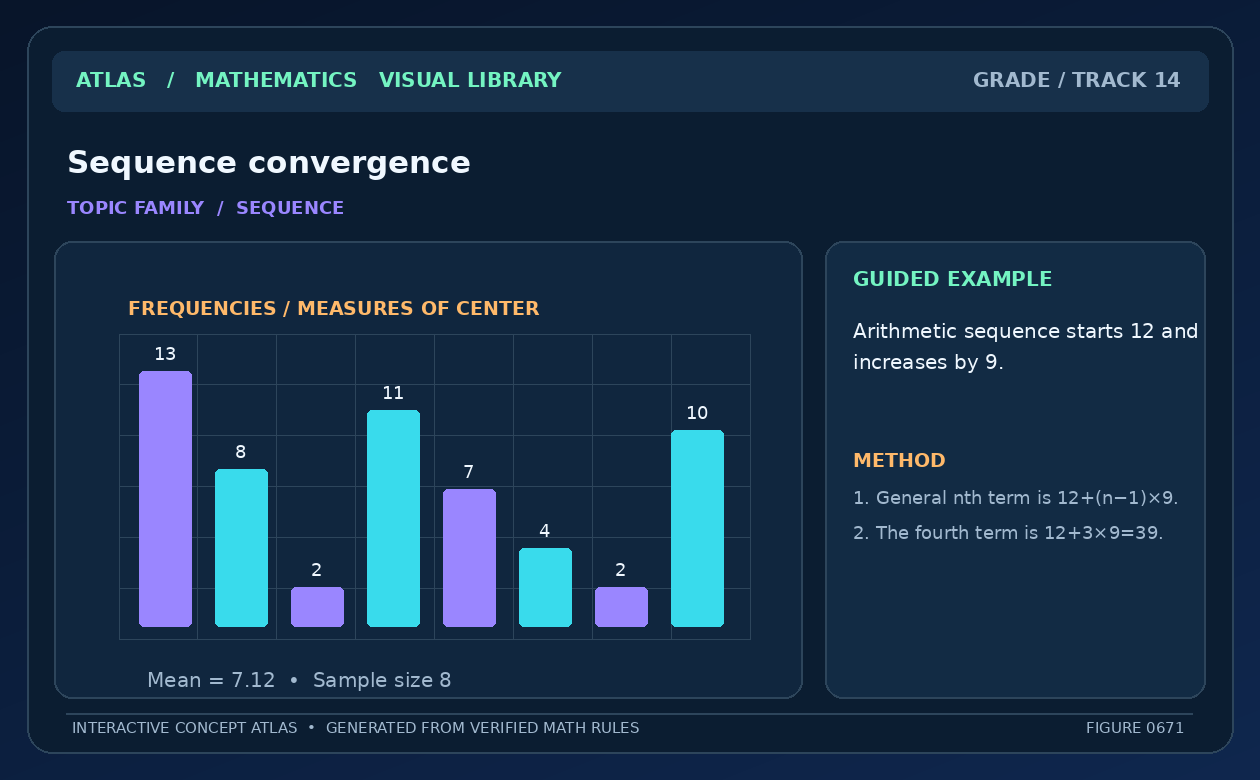 ATLAS / MATHEMATICS VISUAL LIBRARY
GRADE / TRACK 14
Sequence convergence
TOPIC FAMILY / SEQUENCE
FREQUENCIES / MEASURES OF CENTER
13
8
2
11
7
4
2
10
Mean = 7.12 • Sample size 8
GUIDED EXAMPLE
Arithmetic sequence starts 12 and
increases by 9.
METHOD
1. General nth term is 12+(n−1)×9.
2. The fourth term is 12+3×9=39.
INTERACTIVE CONCEPT ATLAS • GENERATED FROM VERIFIED MATH RULES
FIGURE 0671